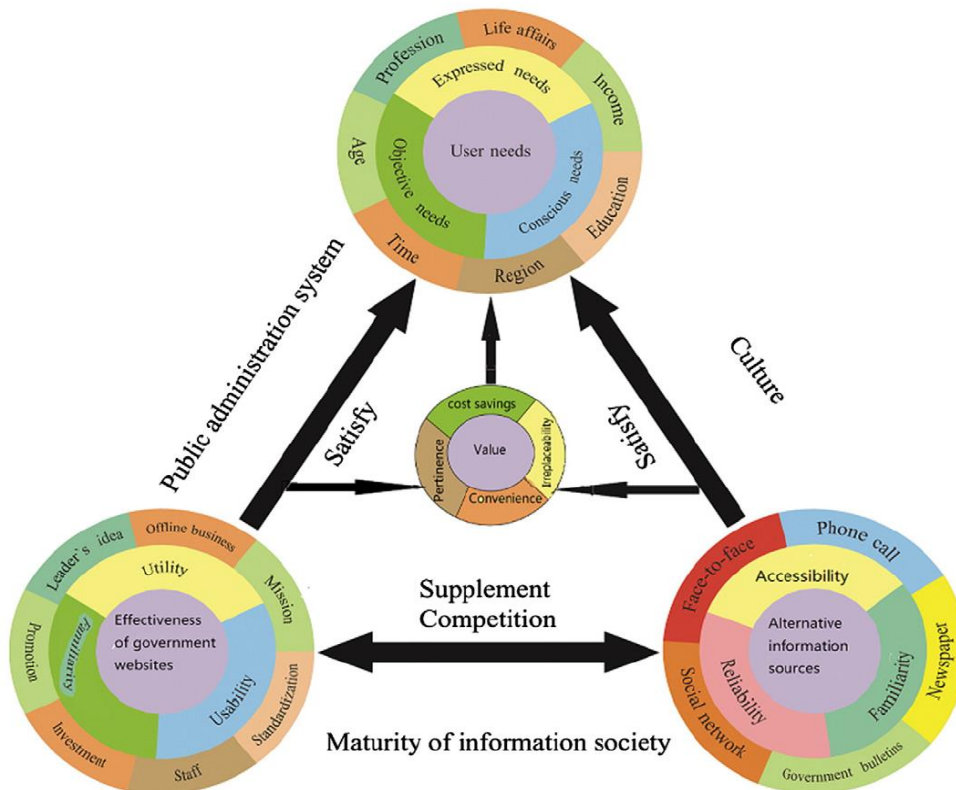 Profession
Life affairs
Income
Education
Region
Time
Age
Expressed needs
Conscious needs
Objective needs
User needs
Public administration system
Culture
Satisfy
Satisfy
cost savings
Irreplaceability
Convenience
Pertinence
Value
Leader`s idea
Offline business
Mission
Standardization
Staff
Investment
Promotion
Utility
Usability
Familiarity
Effectiveness
of government
websites
Supplement
Competition
Maturity of information society
Face-to-face
Phone call
Newspaper
Government bulletins
Social network
Accessibility
Familiarity
Reliability
Alternative
information
sources